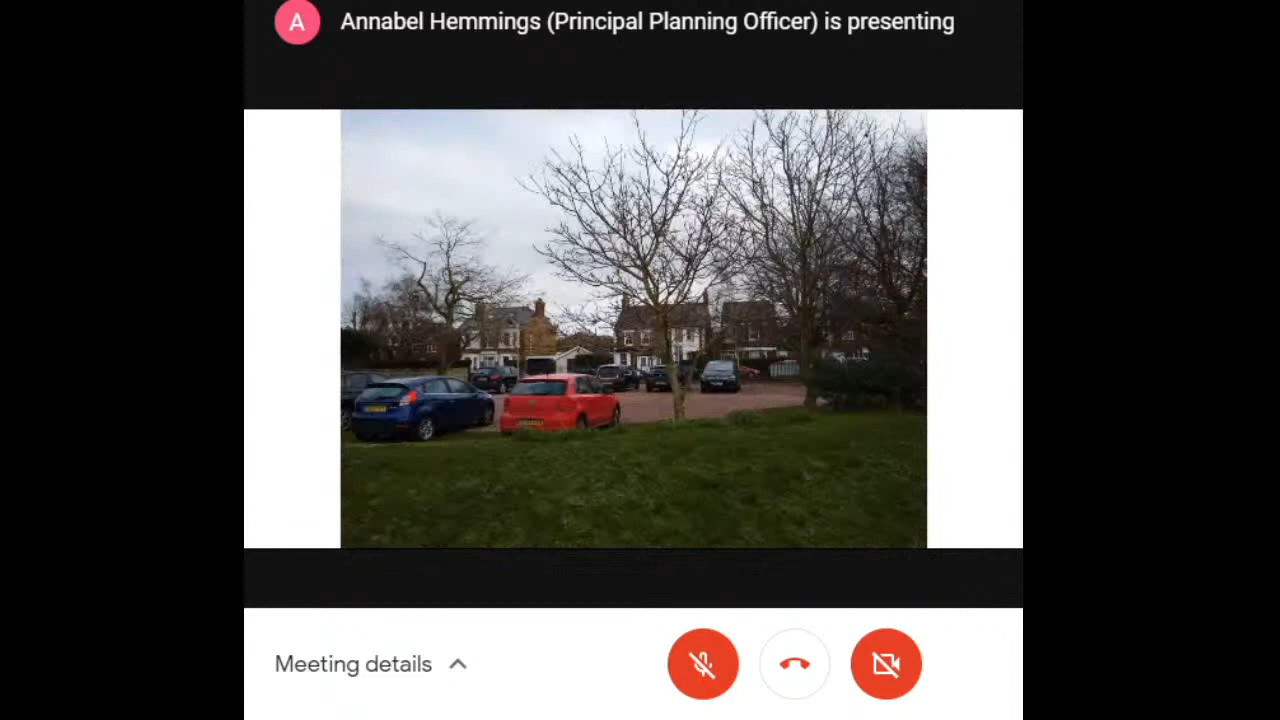 A
Annabel Hemmings (Principal Planning Officer) is presenting
Meeting details